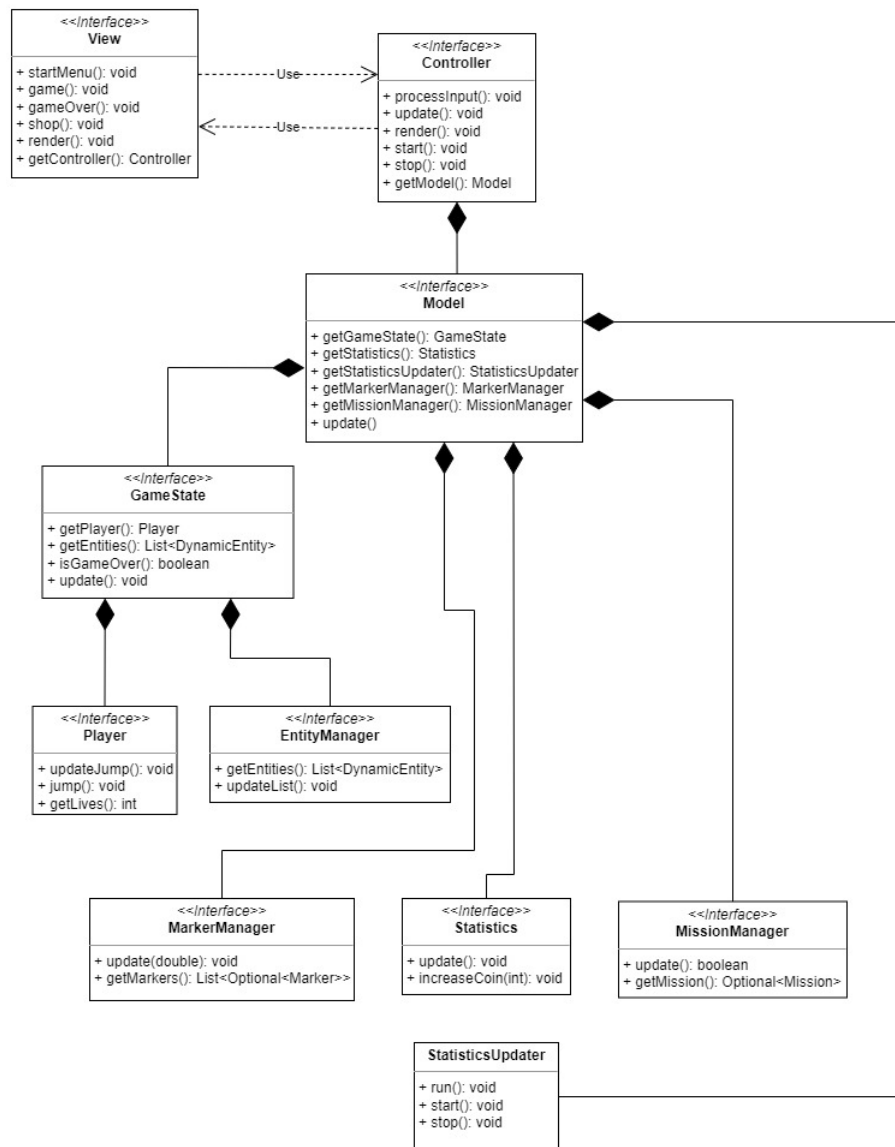 <<Interface>>
View
+ startMenu(): void
+ game(): void
+ gameOver(): void
+ shop(): void
+ render(): void
+ getController(): Controller
Use
Use
<<Interface>>
Controller
+ processInput(): void
+ update(): void
+ render(): void
+ start(): void
+ stop(): void
+ getModel(): Model
<<Interface>>
Model
+ getGameState(): GameState
+ getStatistics(): Statistics
+ getStatisticsUpdater(): StatisticsUpdater
+ getMarkerManager(): MarkerManager
+ getMissionManager(): MissionManager
+ update()
<<Interface>>
GameState
+ getPlayer(): Player
+ getEntities(): List<DynamicEntity>
+ isGameOver(): boolean
+ update(): void
<<Interface>>
Player
+ updateJump(): void
+ jump(): void
+ getLives(): int
<<Interface>>
EntityManager
+ getEntities(): List<DynamicEntity>
+ updateList(): void
<<Interface>>
MarkerManager
+ update(double): void
+ getMarkers(): List<Optional<Marker>>
<<Interface>>
Statistics
+ update(): void
+ increaseCoin(int): void
<<Interface>>
MissionManager
+ update(): boolean
+ getMission(): Optional<Mission>
StatisticsUpdater
+ run(): void
+ start(): void
+ stop(): void